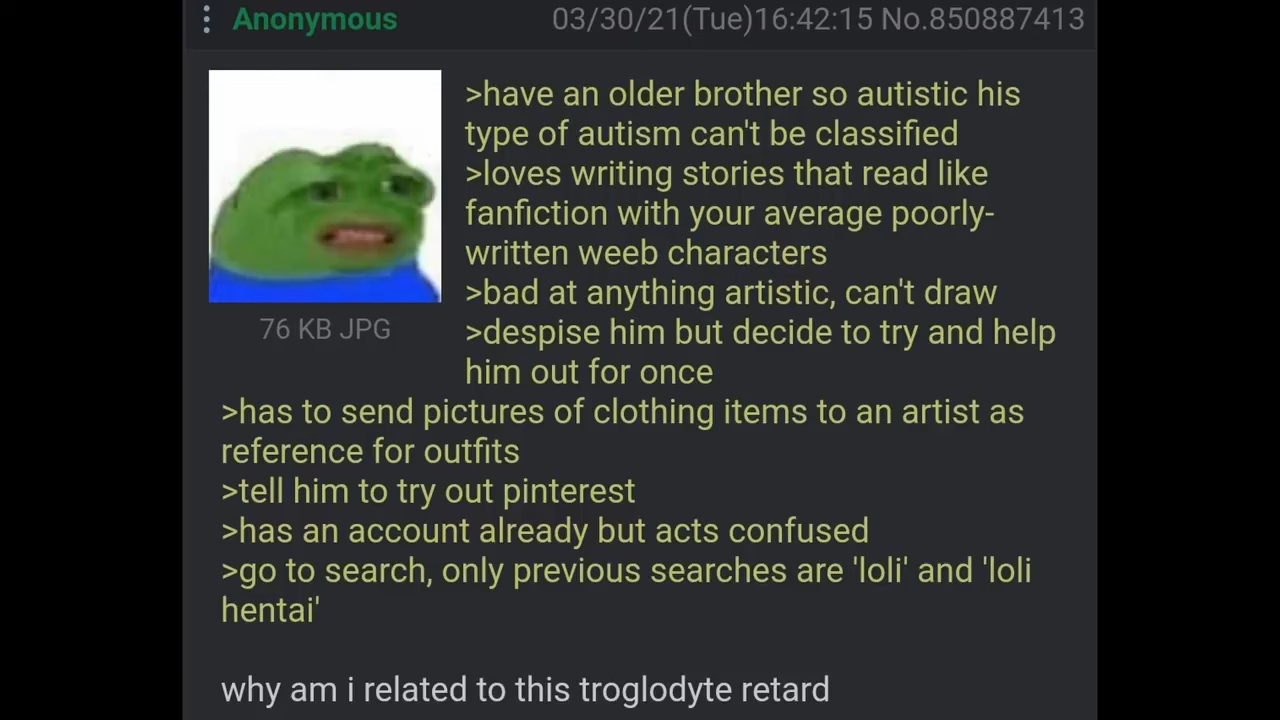 Anonymous 03/30/21(Tue)16:42:15 No.850887413
>have an older brother so autistic his
type of autism can't be classified
>loves writing stories that read like
fanfiction with your average poorly-
written weeb characters
>bad at anything artistic, can't draw
76 KB JPG
>despise him but decide to try and help
him out for once
>has to send pictures of clothing items to an artist as
reference for outfits
>tell him to try out pinterest
>has an account already but acts confused
>go to search, only previous searches are 'loli' and 'loli
hentai'
why am i related to this troglodyte retard